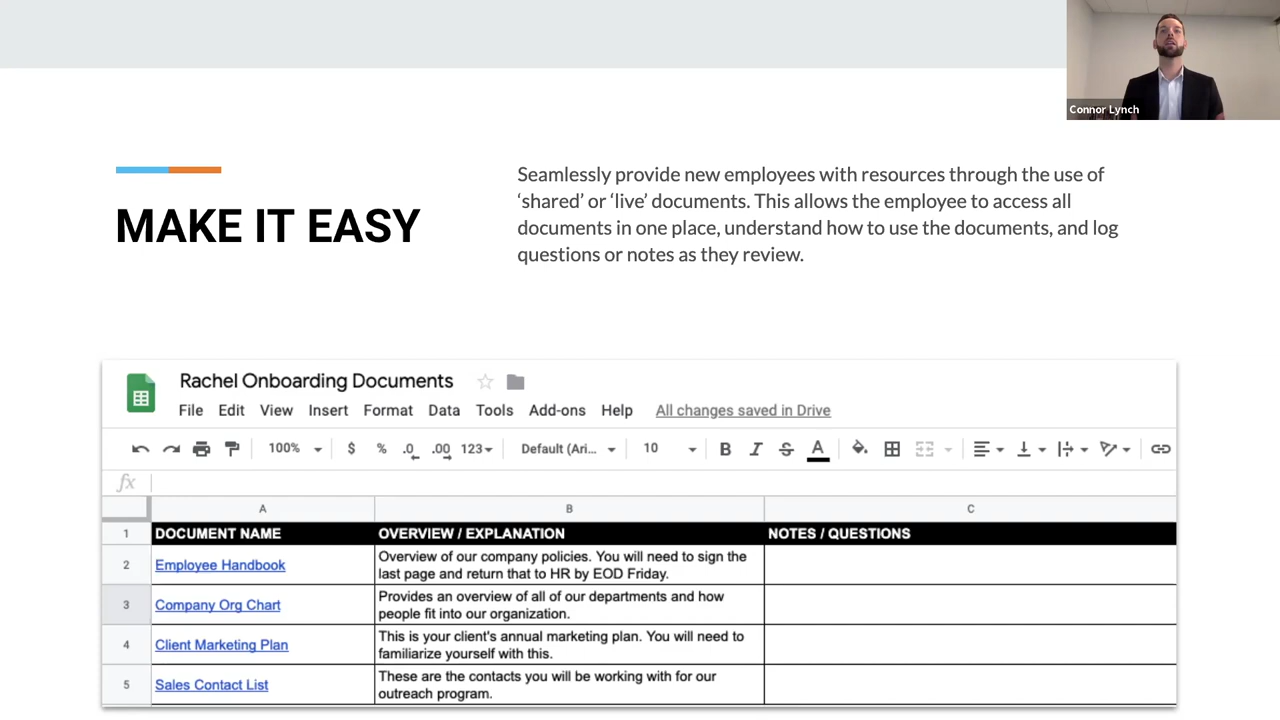 Connor Lynch
MAKE IT EASY
Seamlessly provide new employees with resources through the use of
‘shared’ or ‘live’ documents. This allows the employee to access all
documents in one place, understand how to use the documents, and log
questions or notes as they review.
Rachel Onboarding Documents
File Edit View Insert Format Data Tools Add-ons Help All changes saved in Drive
100% $ % .0 .00 123 Default (Ari... 10 B I S A
fx
A B C
1 DOCUMENT NAME OVERVIEW / EXPLANATION NOTES / QUESTIONS
2 Employee Handbook Overview of our company policies. You will need to sign the
last page and return that to HR by EOD Friday.
3 Company Org Chart Provides an overview of all of our departments and how
people fit into our organization.
4 Client Marketing Plan This is your client's annual marketing plan. You will need to
familiarize yourself with this.
5 Sales Contact List These are the contacts you will be working with for our
outreach program.